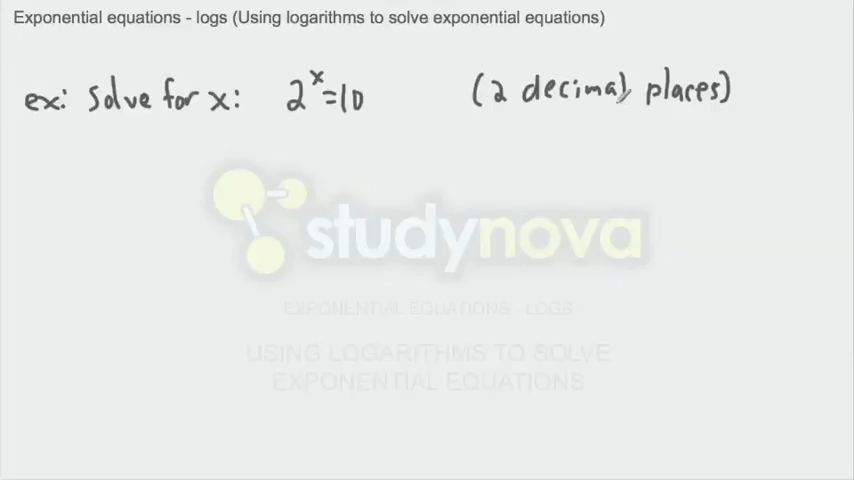 Exponential equations - logs (Using logarithms to solve exponential equations)
ex: solve for x: 2^x=10 (2 decimal places)
studynova
EXPONENTIAL EQUATIONS - LOGS
USING LOGARITHMS TO SOLVE
EXPONENTIAL EQUATIONS